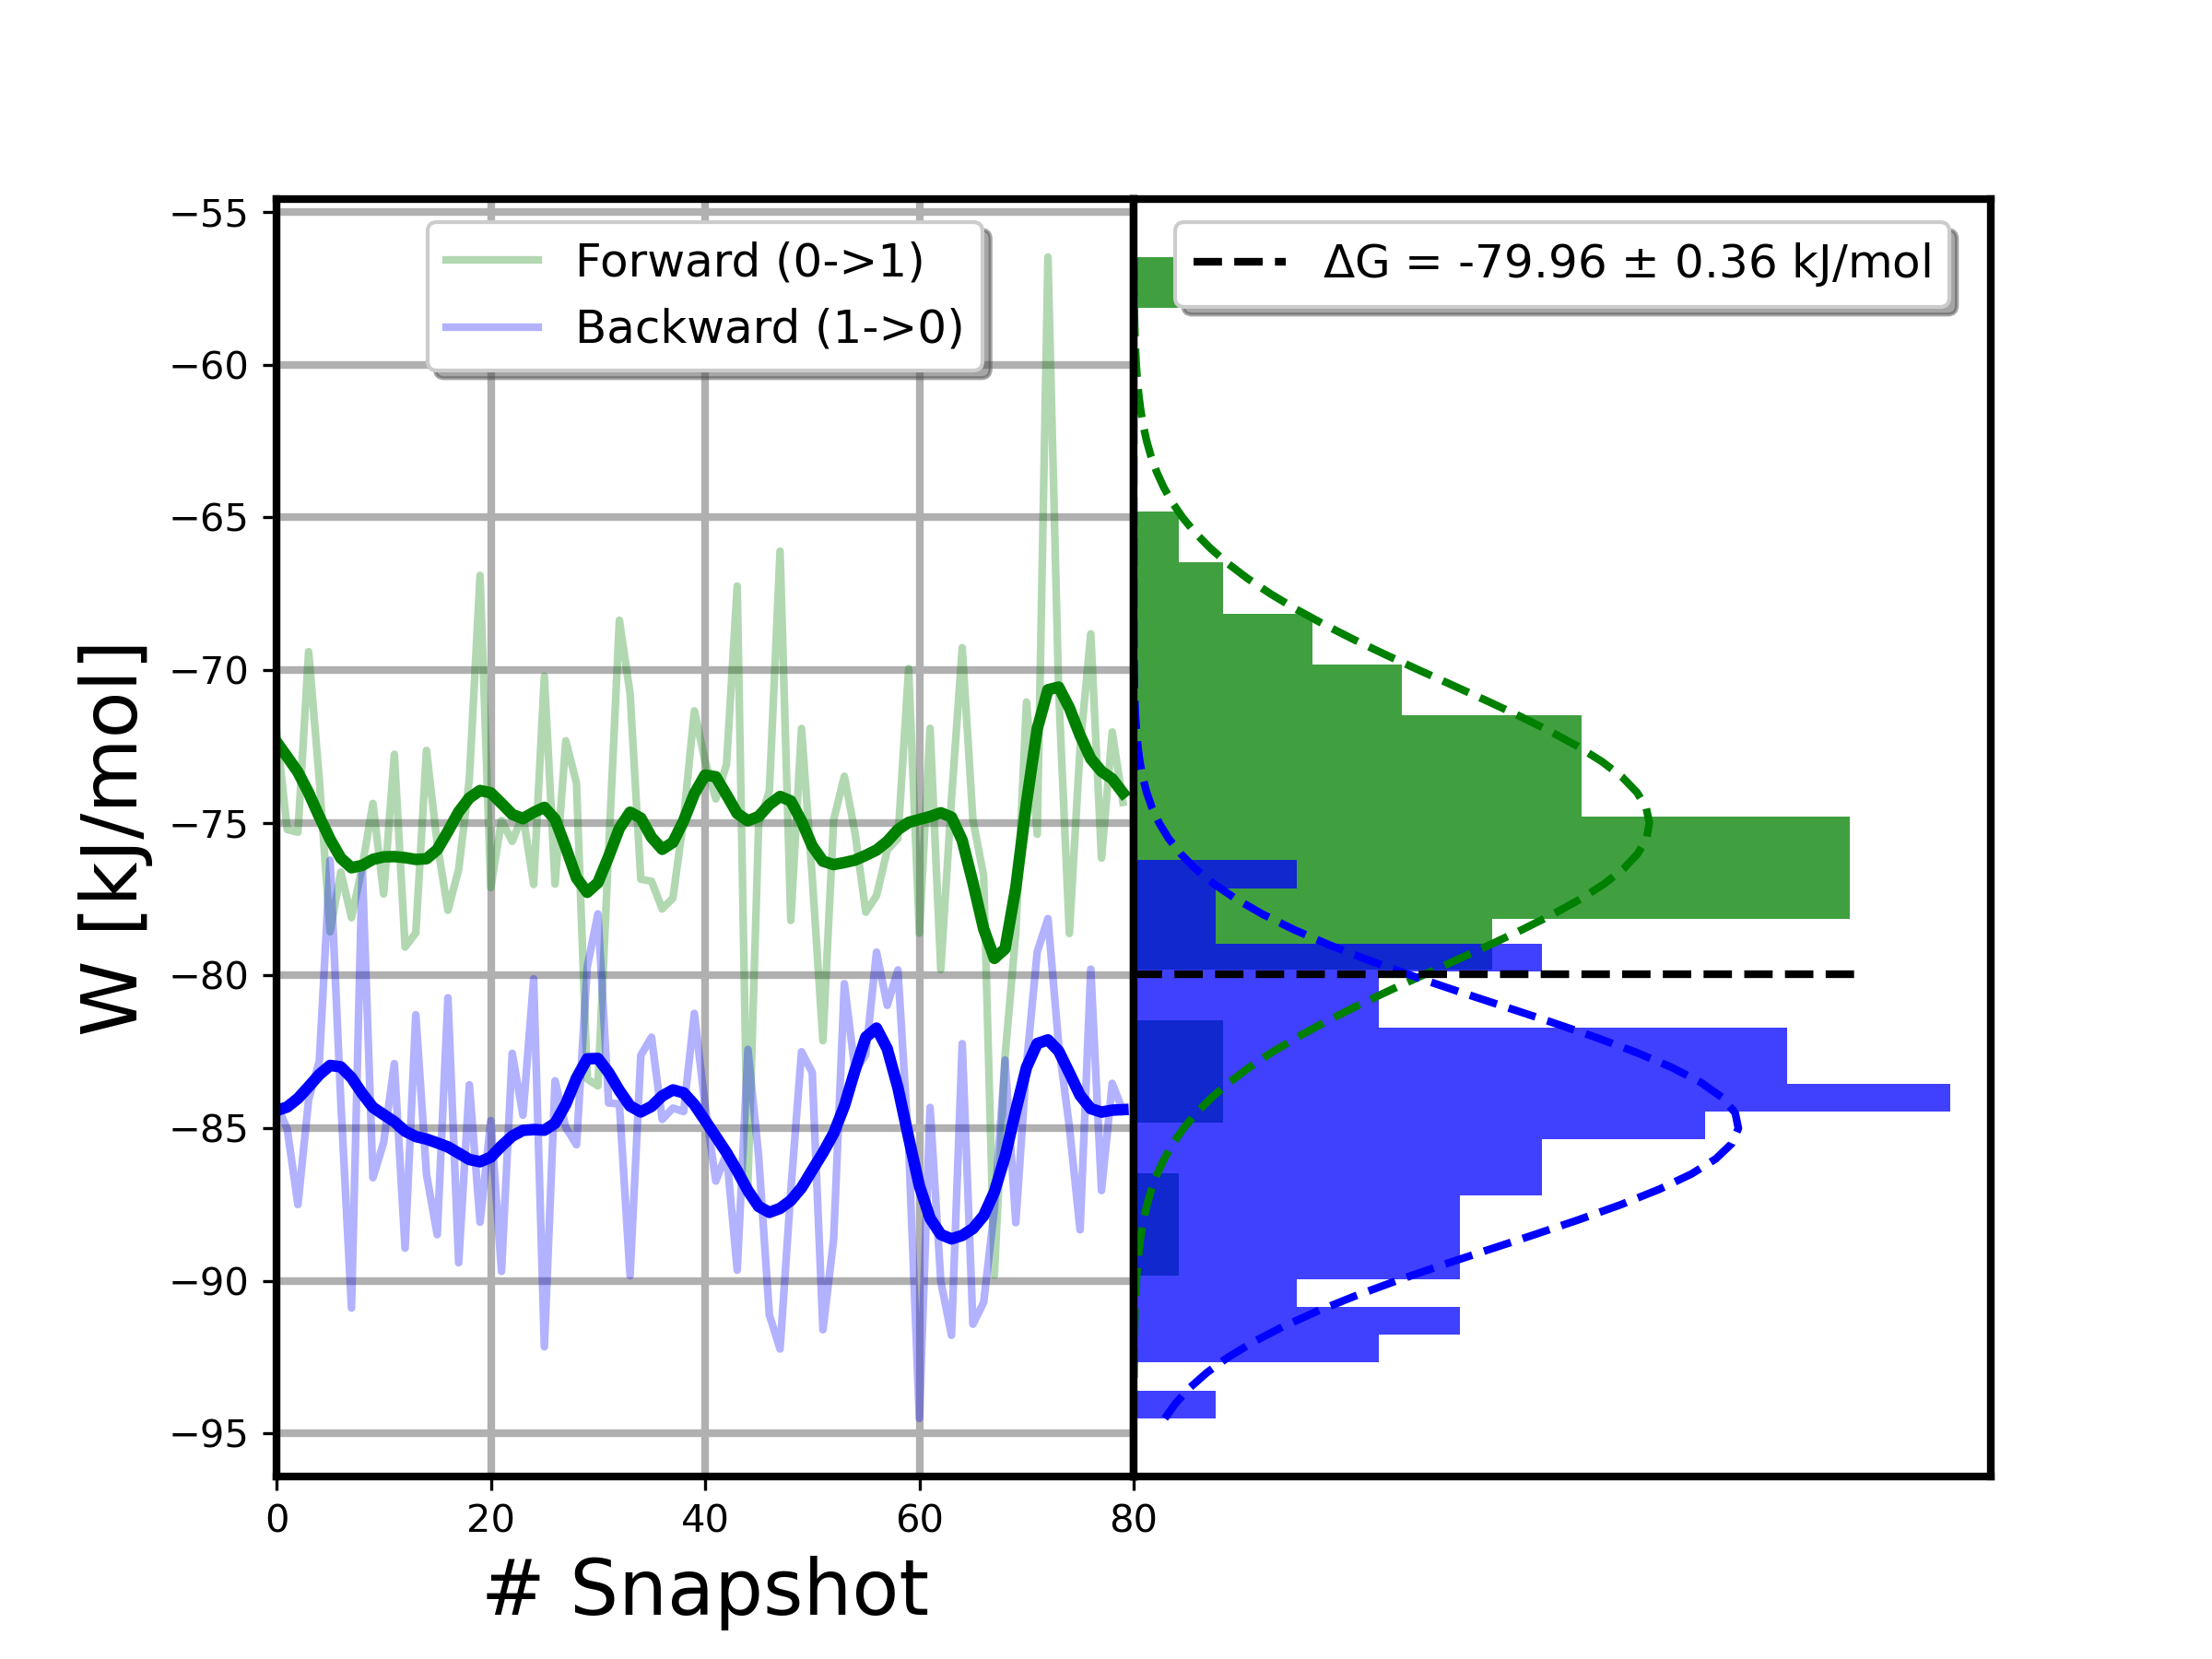 −55
−60
−65
−70
−75
−80
−85
−90
−95
W [kJ/mol]
Forward (0->1)
Backward (1->0)
ΔG = -79.96 ± 0.36 kJ/mol
0 20 40 60 80
# Snapshot